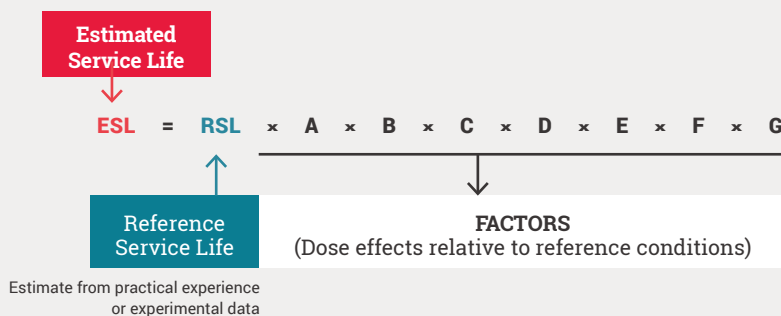 Estimated
Service Life
ESL = RSL × A × B × C × D × E × F × G
Reference
Service Life
FACTORS
(Dose effects relative to reference conditions)
Estimate from practical experience
or experimental data